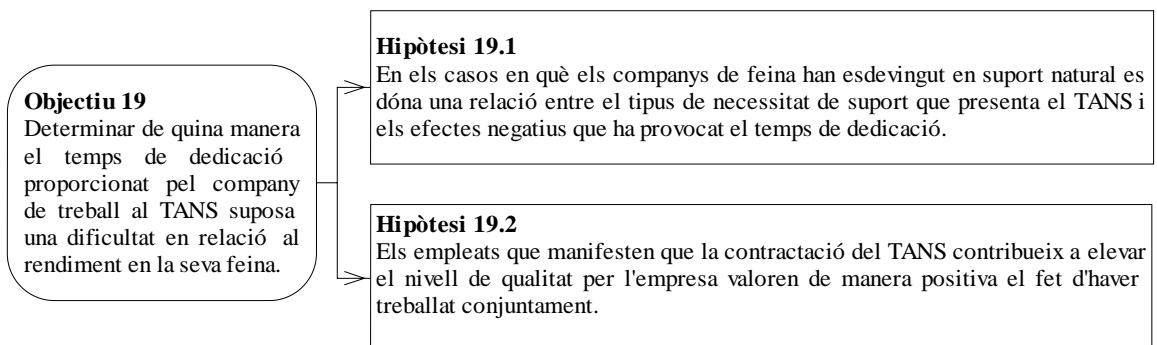 Objectiu 19
Determinar de quina manera
el temps de dedicació
proporcionat pel company
de treball al TANS suposa
una dificultat en relació al
rendiment en la seva feina.
Hipòtesi 19.1
En els casos en què els companys de feina han esdevingut en suport natural es
dóna una relació entre el tipus de necessitat de suport que presenta el TANS i
els efectes negatius que ha provocat el temps de dedicació.
Hipòtesi 19.2
Els empleats que manifesten que la contractació del TANS contribueix a elevar
el nivell de qualitat per l'empresa valoren de manera positiva el fet d'haver
treballat conjuntament.